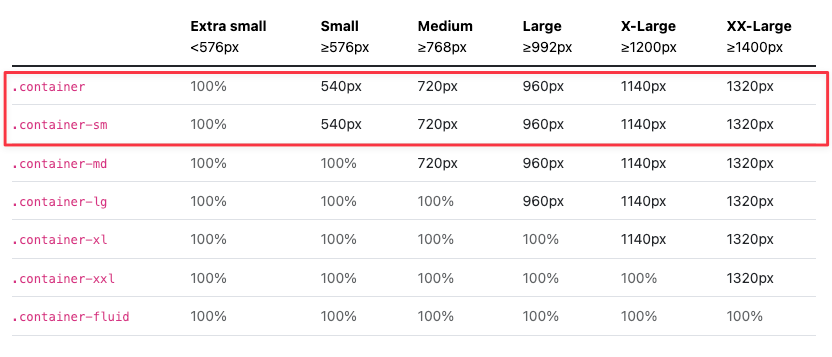 Extra small Small Medium Large X-Large XX-Large
<576px ≥576px ≥768px ≥992px ≥1200px ≥1400px
.container 100% 540px 720px 960px 1140px 1320px
.container-sm 100% 540px 720px 960px 1140px 1320px
.container-md 100% 100% 720px 960px 1140px 1320px
.container-lg 100% 100% 100% 960px 1140px 1320px
.container-xl 100% 100% 100% 100% 1140px 1320px
.container-xxl 100% 100% 100% 100% 100% 1320px
.container-fluid 100% 100% 100% 100% 100% 100%